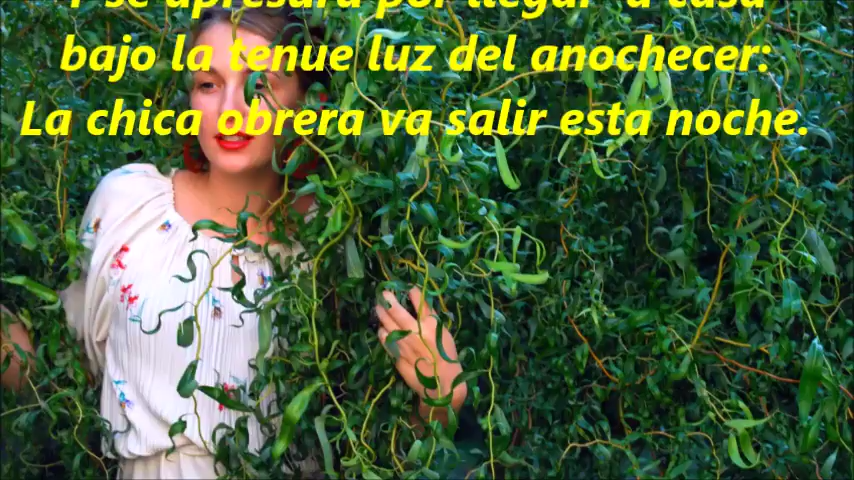 Y se apresura por llegar a casa
bajo la tenue luz del anochecer:
La chica obrera va salir esta noche.